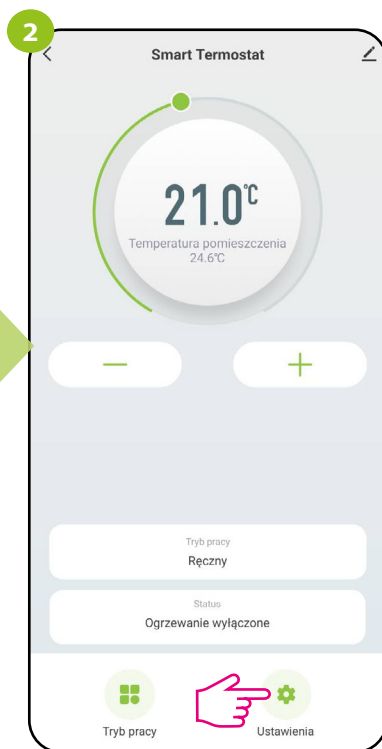 2
Smart Termostat
21.0°C
Temperatura pomieszczenia
24.6°C
Tryb pracy
Ręczny
Status
Ogrzewanie wyłączone
Tryb pracy
Ustawienia